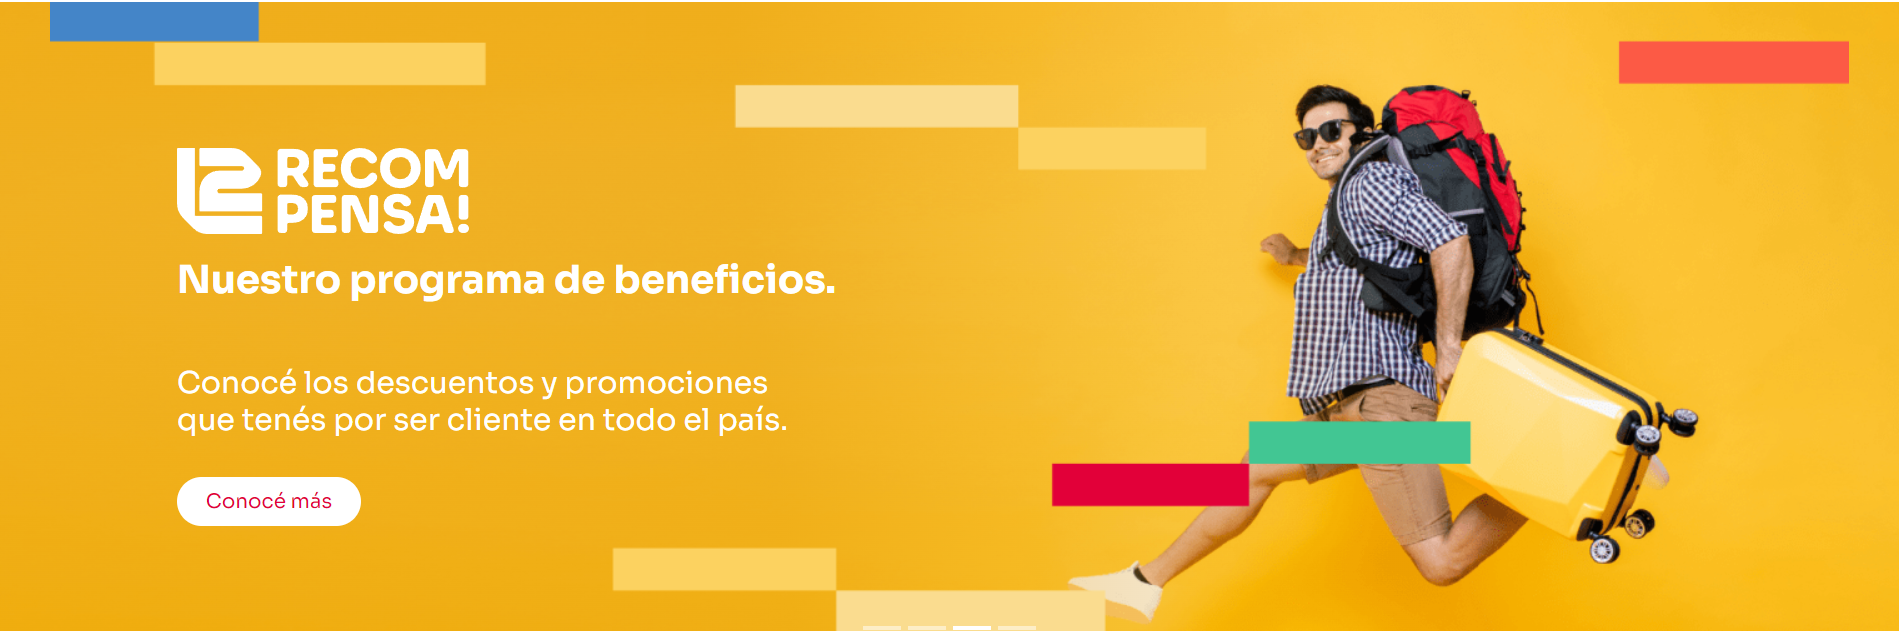 RECOM
PENSA!
Nuestro programa de beneficios.
Conocé los descuentos y promociones
que tenés por ser cliente en todo el país.
Conocé más